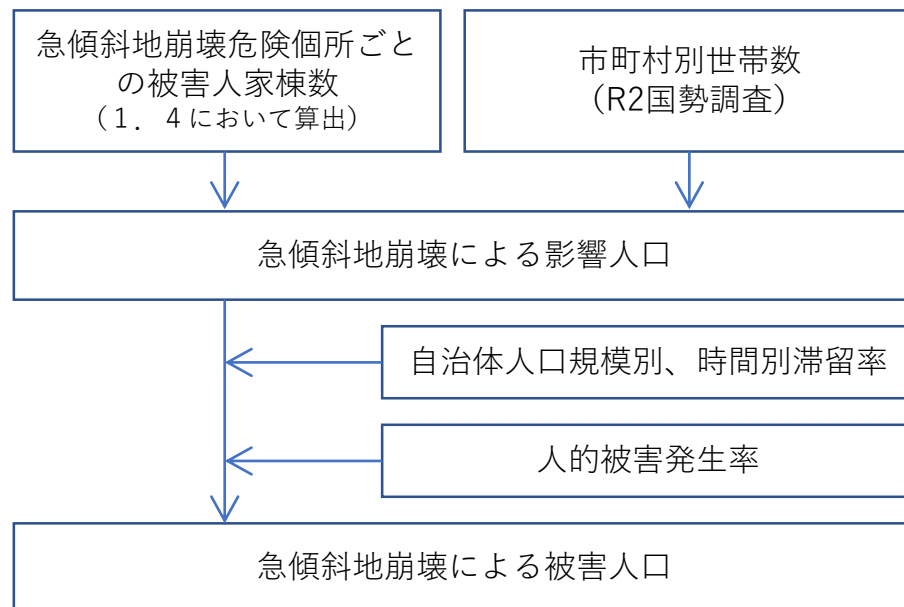 急傾斜地崩壊危険個所ごと
の被害人家棟数
（１．４において算出）
市町村別世帯数
（R2国勢調査）
急傾斜地崩壊による影響人口
自治体人口規模別、時間別滞留率
人的被害発生率
急傾斜地崩壊による被害人口